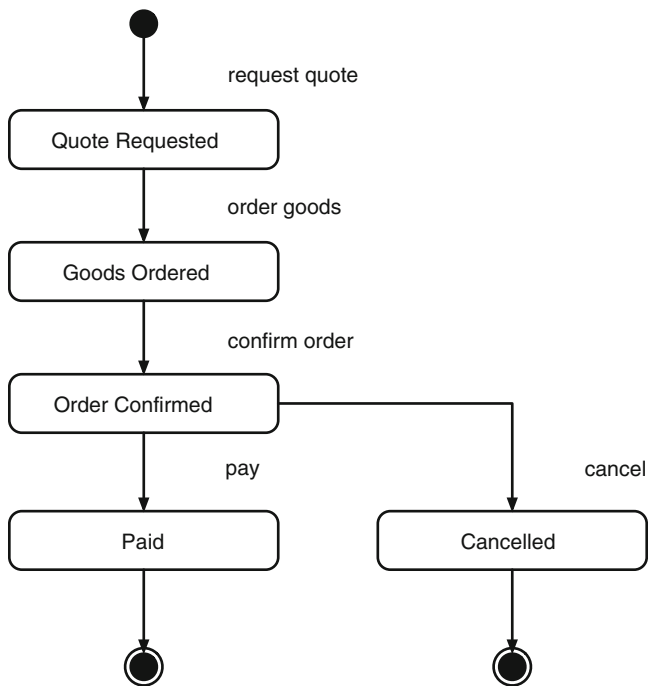 request quote
Quote Requested
order goods
Goods Ordered
confirm order
Order Confirmed
pay
cancel
Paid
Cancelled